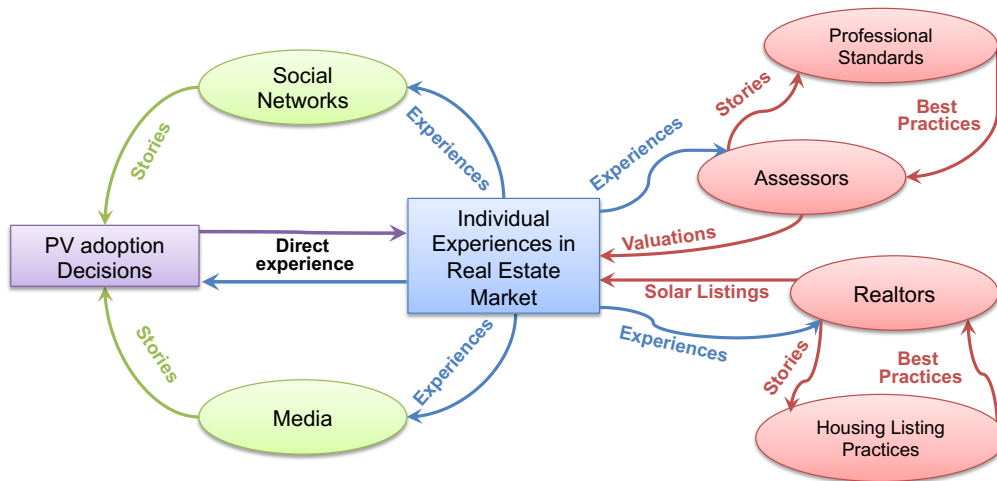 Professional
Standards
Social
Networks
Stories
Experiences
Stories
Experiences
Best
Practices
Assessors
PV adoption
Decisions
Direct
experience
Individual
Experiences in
Real Estate
Market
Valuations
Solar Listings
Realtors
Experiences
Stories
Experiences
Stories
Best
Practices
Media
Housing Listing
Practices